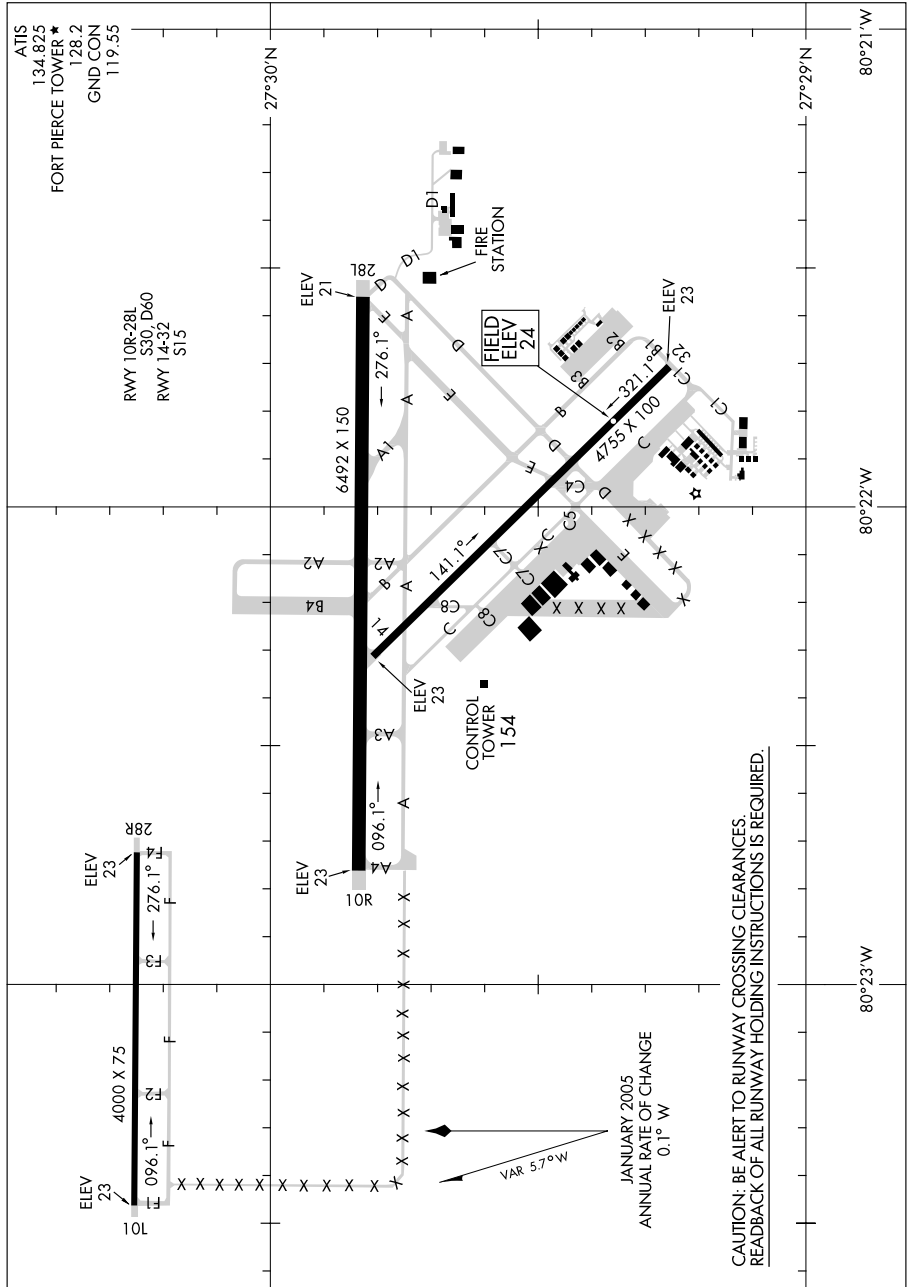 ATIS
134.825
FORT PIERCE TOWER ★
128.2
GND CON
119.55
RWY 10R-28L
S30, D60
RWY 14-32
S15
27°30'N
27°29'N
80°21'W
80°22'W
80°23'W
ELEV
23
10L
4000 X 75
096.1°
276.1°
28R
ELEV
23
F1
F2
F3
F4
F
F
F
F
ELEV
23
10R
096.1°
6492 X 150
276.1°
28L
ELEV
21
A4
A
A3
A
A2
A2
B4
B
A1
A
A
E
D
D1
D1
FIRE
STATION
E
D
14
ELEV
23
141.1°
4755 X 100
321.1°
32
ELEV
23
FIELD
ELEV
24
C
C8
C8
C7
C7
C
C5
C4
E
D
B
B3
B2
B1
C1
C1
C
D
E
CONTROL
TOWER
154
X X X X X X X X X X X
X X X X X X X X X X X
X X X X
X X X X X
X
VAR 5.7° W
JANUARY 2005
ANNUAL RATE OF CHANGE
0.1° W
CAUTION: BE ALERT TO RUNWAY CROSSING CLEARANCES.
READBACK OF ALL RUNWAY HOLDING INSTRUCTIONS IS REQUIRED.